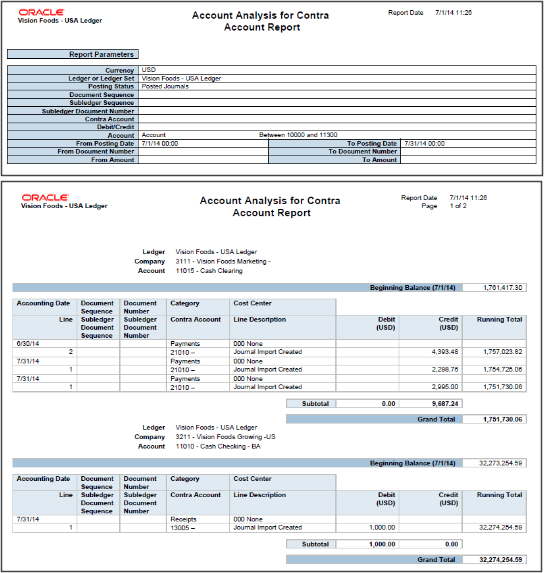 ORACLE
Vision Foods - USA Ledger
Account Analysis for Contra
Account Report
Report Date 7/1/14 11:26
Report Parameters
Currency USD
Ledger or Ledger Set Vision Foods - USA Ledger
Posting Status Posted Journals
Document Sequence
Subledger Sequence
Subledger Document Number
Contra Account
Debit/Credit
Account Account Between 10000 and 11300
From Posting Date 7/1/14 00:00 To Posting Date 7/31/14 00:00
From Document Number To Document Number
From Amount To Amount
ORACLE
Vision Foods - USA Ledger
Account Analysis for Contra
Account Report
Report Date 7/1/14 11:26
Page 1 of 2
Ledger Vision Foods - USA Ledger
Company 3111 - Vision Foods Marketing -
Account 11015 - Cash Clearing
Beginning Balance (7/1/14) 1,761,417.30
Accounting Date Document Sequence Document Number Category Cost Center
Line Subledger Document Sequence Subledger Document Number Contra Account Line Description Debit (USD) Credit (USD) Running Total
6/30/14 Payments 000 None
2 21010 – Journal Import Created 4,393.48 1,757,023.82
7/31/14 Payments 000 None
1 21010 – Journal Import Created 2,298.76 1,754,725.06
7/31/14 Payments 000 None
1 21010 – Journal Import Created 2,995.00 1,751,730.06
Subtotal 0.00 9,687.24
Grand Total 1,751,730.06
Ledger Vision Foods - USA Ledger
Company 3211 - Vision Foods Growing -US
Account 11010 - Cash Checking - BA
Beginning Balance (7/1/14) 32,273,254.59
Accounting Date Document Sequence Document Number Category Cost Center
Line Subledger Document Sequence Subledger Document Number Contra Account Line Description Debit (USD) Credit (USD) Running Total
7/31/14 Receipts 000 None
1 13005 – Journal Import Created 1,000.00 32,274,254.59
Subtotal 1,000.00 0.00
Grand Total 32,274,254.59